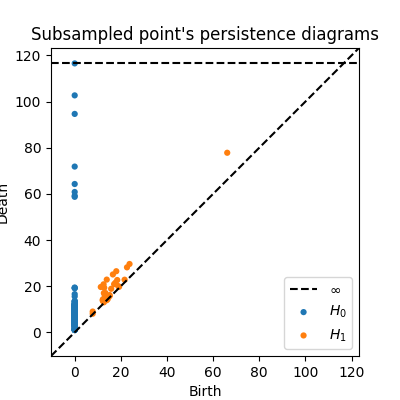 Subsampled point's persistence diagrams
120
100
80
60
40
20
0
Death
0 20 40 60 80 100 120
Birth
∞
H₀
H₁